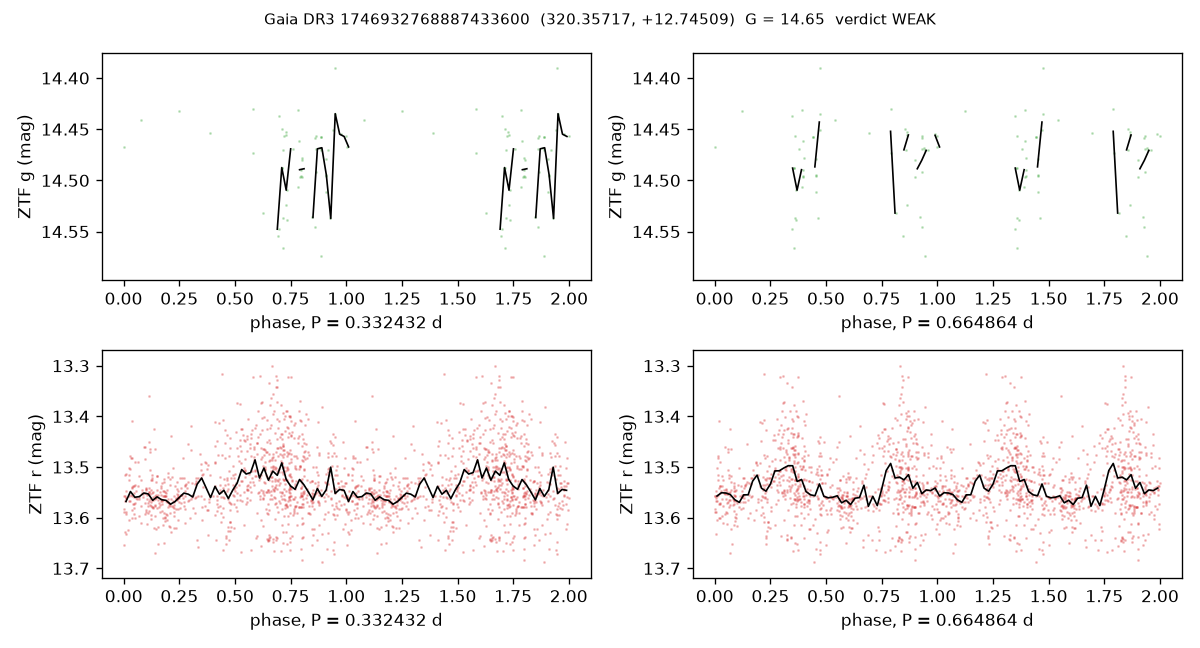 Gaia DR3 1746932768887433600  (320.35717, +12.74509)  G = 14.65  verdict WEAK
ZTF g (mag)
14.40
14.45
14.50
14.55
0.00 0.25 0.50 0.75 1.00 1.25 1.50 1.75 2.00
phase, P = 0.332432 d
ZTF g (mag)
14.40
14.45
14.50
14.55
0.00 0.25 0.50 0.75 1.00 1.25 1.50 1.75 2.00
phase, P = 0.664864 d
ZTF r (mag)
13.3
13.4
13.5
13.6
13.7
0.00 0.25 0.50 0.75 1.00 1.25 1.50 1.75 2.00
phase, P = 0.332432 d
ZTF r (mag)
13.3
13.4
13.5
13.6
13.7
0.00 0.25 0.50 0.75 1.00 1.25 1.50 1.75 2.00
phase, P = 0.664864 d